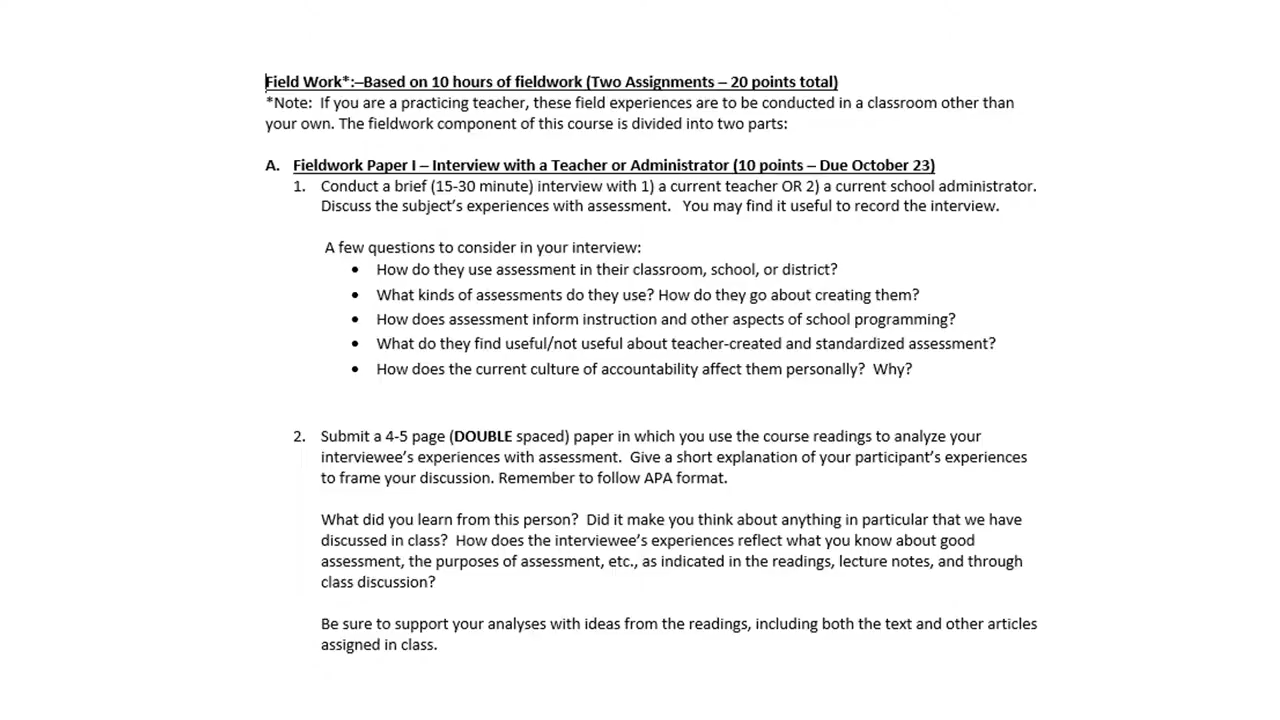 Field Work*:–Based on 10 hours of fieldwork (Two Assignments – 20 points total)
*Note:  If you are a practicing teacher, these field experiences are to be conducted in a classroom other than
your own. The fieldwork component of this course is divided into two parts:
A.  Fieldwork Paper I – Interview with a Teacher or Administrator (10 points – Due October 23)
1.  Conduct a brief (15-30 minute) interview with 1) a current teacher OR 2) a current school administrator.
Discuss the subject's experiences with assessment.   You may find it useful to record the interview.
A few questions to consider in your interview:
• How do they use assessment in their classroom, school, or district?
• What kinds of assessments do they use? How do they go about creating them?
• How does assessment inform instruction and other aspects of school programming?
• What do they find useful/not useful about teacher-created and standardized assessment?
• How does the current culture of accountability affect them personally?  Why?
2.  Submit a 4-5 page (DOUBLE spaced) paper in which you use the course readings to analyze your
interviewee's experiences with assessment.  Give a short explanation of your participant's experiences
to frame your discussion. Remember to follow APA format.
What did you learn from this person?  Did it make you think about anything in particular that we have
discussed in class?  How does the interviewee's experiences reflect what you know about good
assessment, the purposes of assessment, etc., as indicated in the readings, lecture notes, and through
class discussion?
Be sure to support your analyses with ideas from the readings, including both the text and other articles
assigned in class.